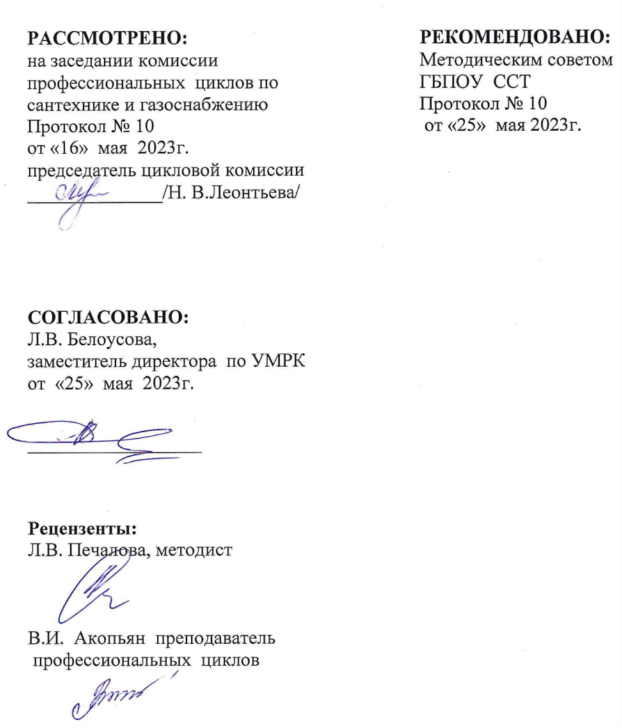 РАССМОТРЕНО:
на заседании комиссии
профессиональных циклов по
сантехнике и газоснабжению
Протокол № 10
от «16» мая 2023г.
председатель цикловой комиссии
/Н. В.Леонтьева/
РЕКОМЕНДОВАНО:
Методическим советом
ГБПОУ ССТ
Протокол № 10
от «25» мая 2023г.
СОГЛАСОВАНО:
Л.В. Белоусова,
заместитель директора по УМРК
от «25» мая 2023г.
Рецензенты:
Л.В. Печалова, методист
В.И. Акопьян преподаватель
профессиональных циклов